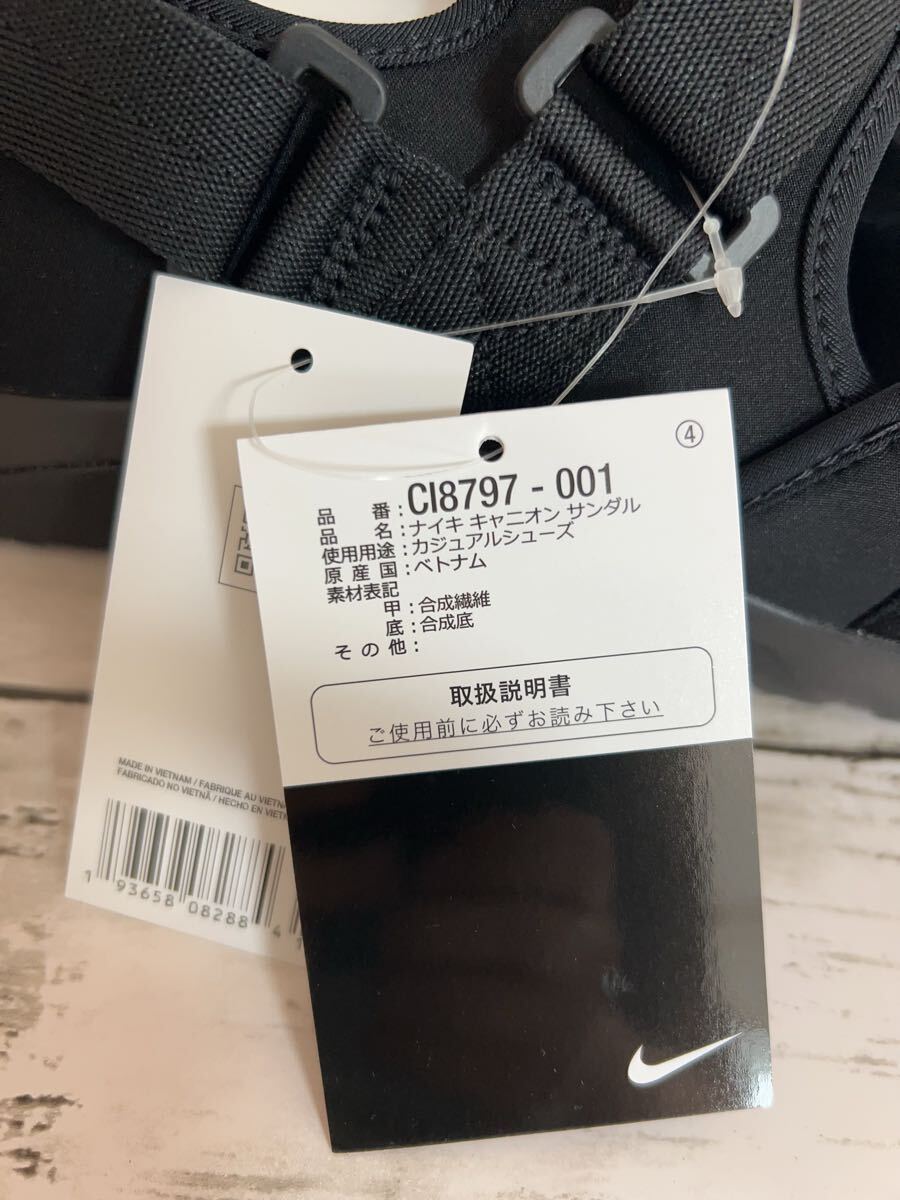 ④
品番:CI8797 - 001
品名:ナイキ キャニオン サンダル
使用用途:カジュアルシューズ
原産国:ベトナム
素材表記
甲:合成繊維
底:合成底
その他:
取扱説明書
ご使用前に必ずお読み下さい
MADE IN VIETNAM / FABRIQUE AU
FABRICADO NO VIETNÃ / HECHO EN
1 93658 08288 4